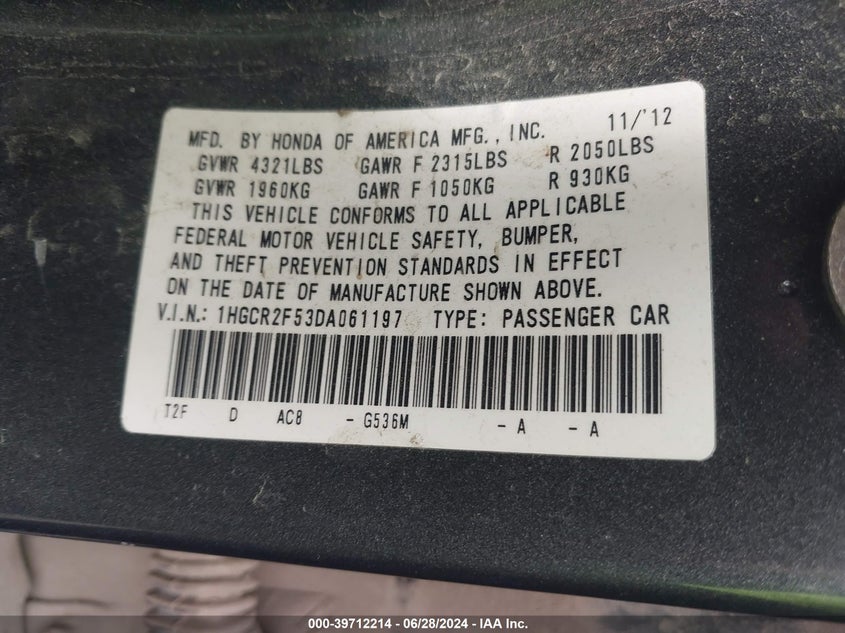 MFD. BY HONDA OF AMERICA MFG., INC. 11/'12
GVWR 4321LBS GAWR F 2315LBS R 2050LBS
GVWR 1960KG GAWR F 1050KG R 930KG
THIS VEHICLE CONFORMS TO ALL APPLICABLE
FEDERAL MOTOR VEHICLE SAFETY, BUMPER,
AND THEFT PREVENTION STANDARDS IN EFFECT
ON THE DATE OF MANUFACTURE SHOWN ABOVE.
V.I.N.: 1HGCR2F53DA061197 TYPE: PASSENGER CAR
T2F D AC8 - G536M - A - A
000-39712214 - 06/28/2024 - IAA Inc.